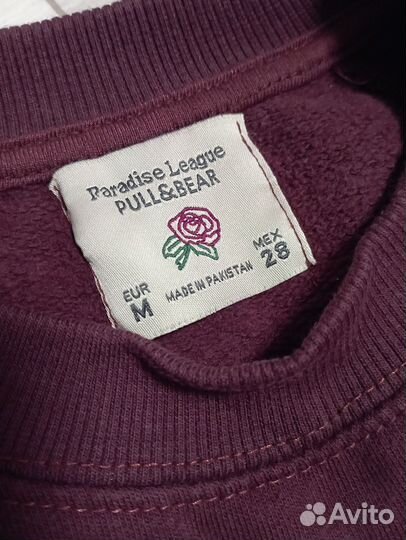 Paradise League
PULL&BEAR
EUR
M
MADE IN PAKISTAN
MEX
28
Avito